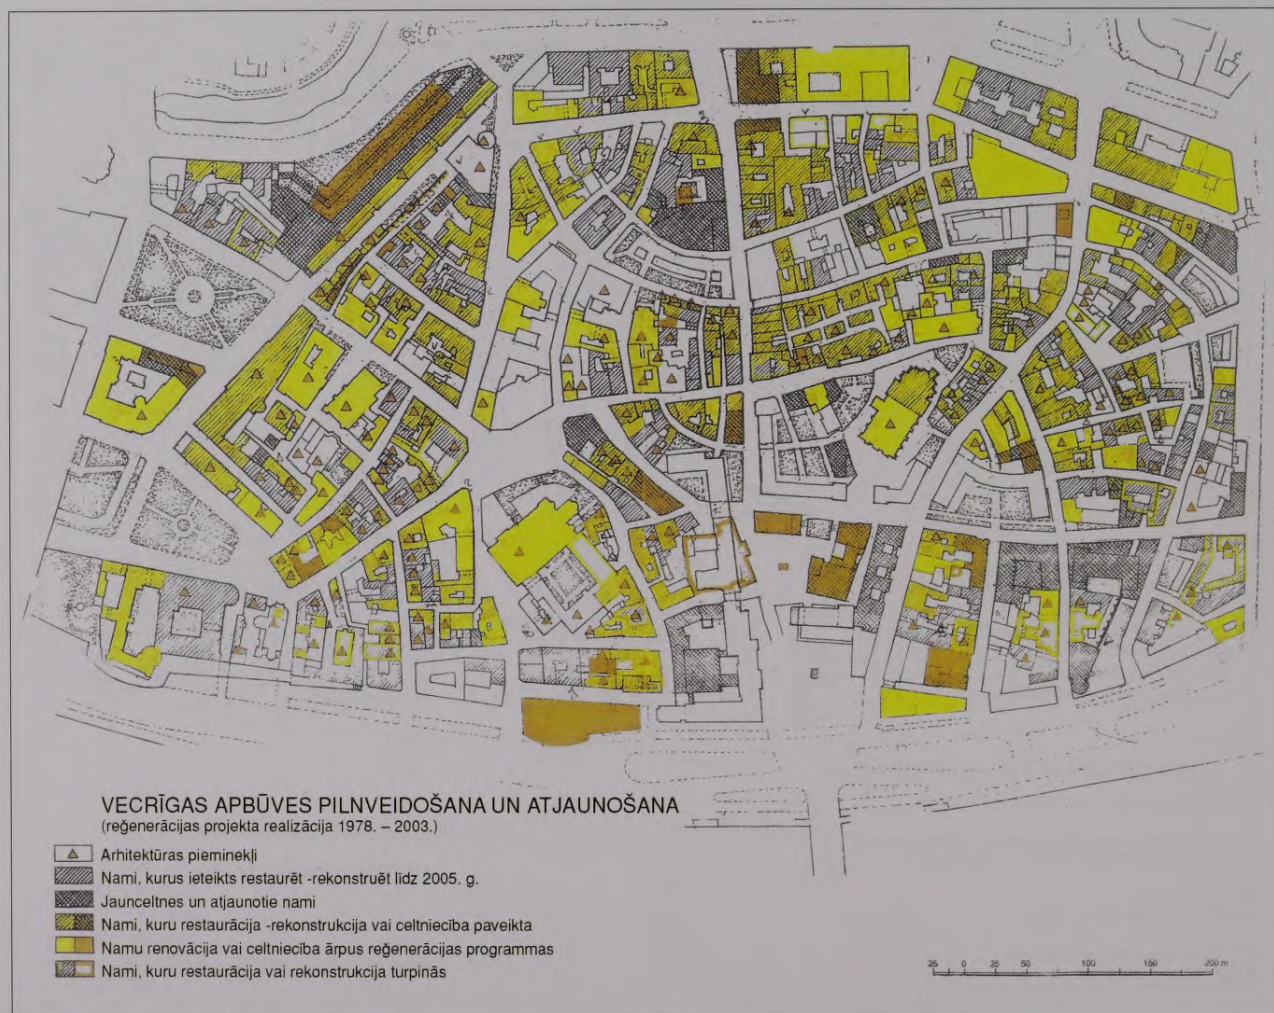 VECRĪGAS APBŪVES PILNVEIDOŠANA UN ATJAUNOŠANA
(reģenerācijas projekta realizācija 1978. – 2003.)
Arhitektūras pieminekļi
Nami, kurus ieteikts restaurēt -rekonstruēt līdz 2005. g.
Jaunceltnes un atjaunotie nami
Nami, kuru restaurācija -rekonstrukcija vai celtniecība paveikta
Namu renovācija vai celtniecība ārpus reģenerācijas programmas
Nami, kuru restaurācija vai rekonstrukcija turpinās
25 0 25 50 100 150 200 m